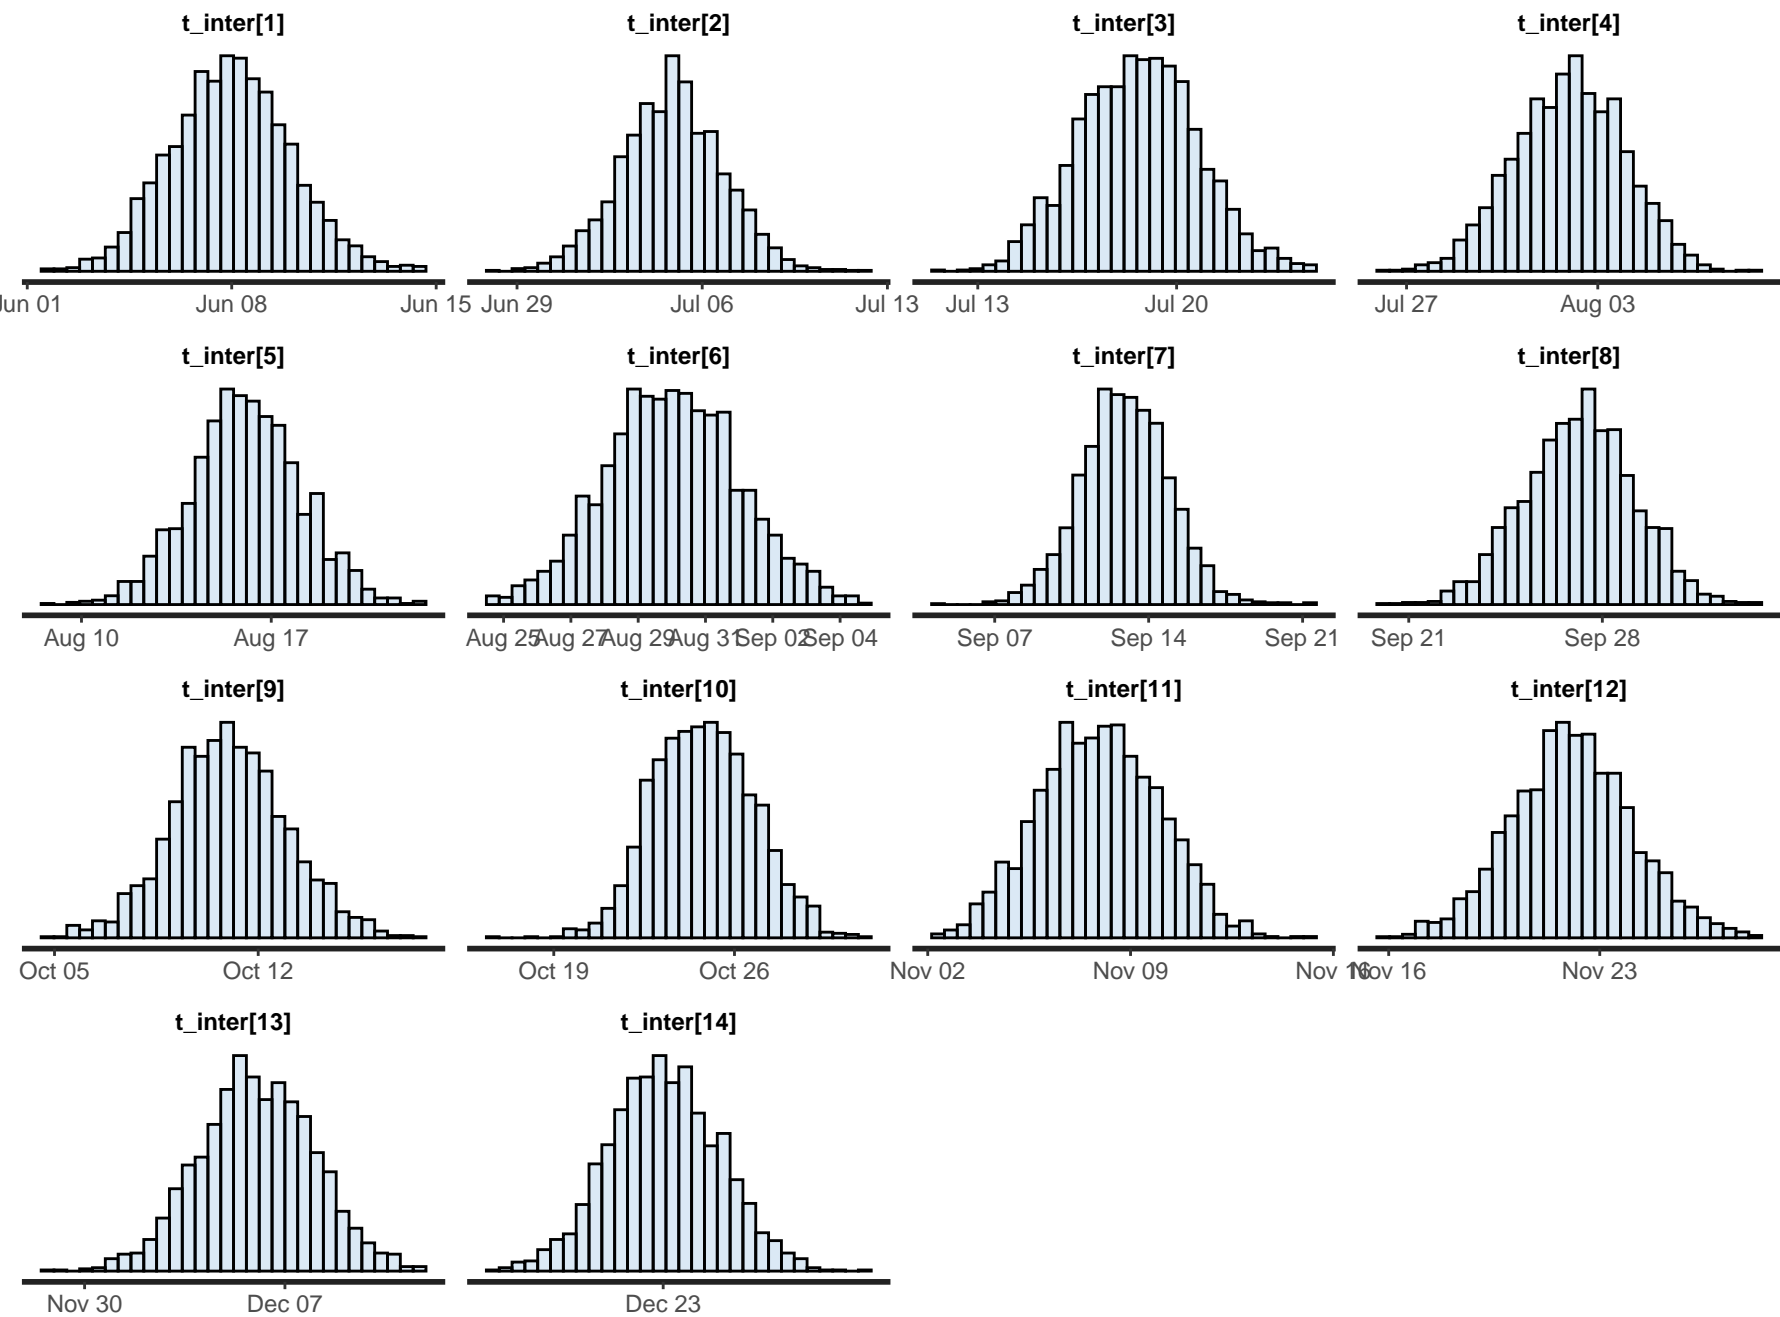 t_inter[1] t_inter[2] t_inter[3] t_inter[4]
Jun 01 Jun 08 Jun 15 Jun 29 Jul 06 Jul 13 Jul 13 Jul 20 Jul 27 Aug 03
t_inter[5] t_inter[6] t_inter[7] t_inter[8]
Aug 10 Aug 17 Aug 25 Aug 27 Aug 29 Aug 31 Sep 02 Sep 04 Sep 07 Sep 14 Sep 21 Sep 21 Sep 28
t_inter[9] t_inter[10] t_inter[11] t_inter[12]
Oct 05 Oct 12 Oct 19 Oct 26 Nov 02 Nov 09 Nov 16 Nov 16 Nov 23
t_inter[13] t_inter[14]
Nov 30 Dec 07 Dec 23